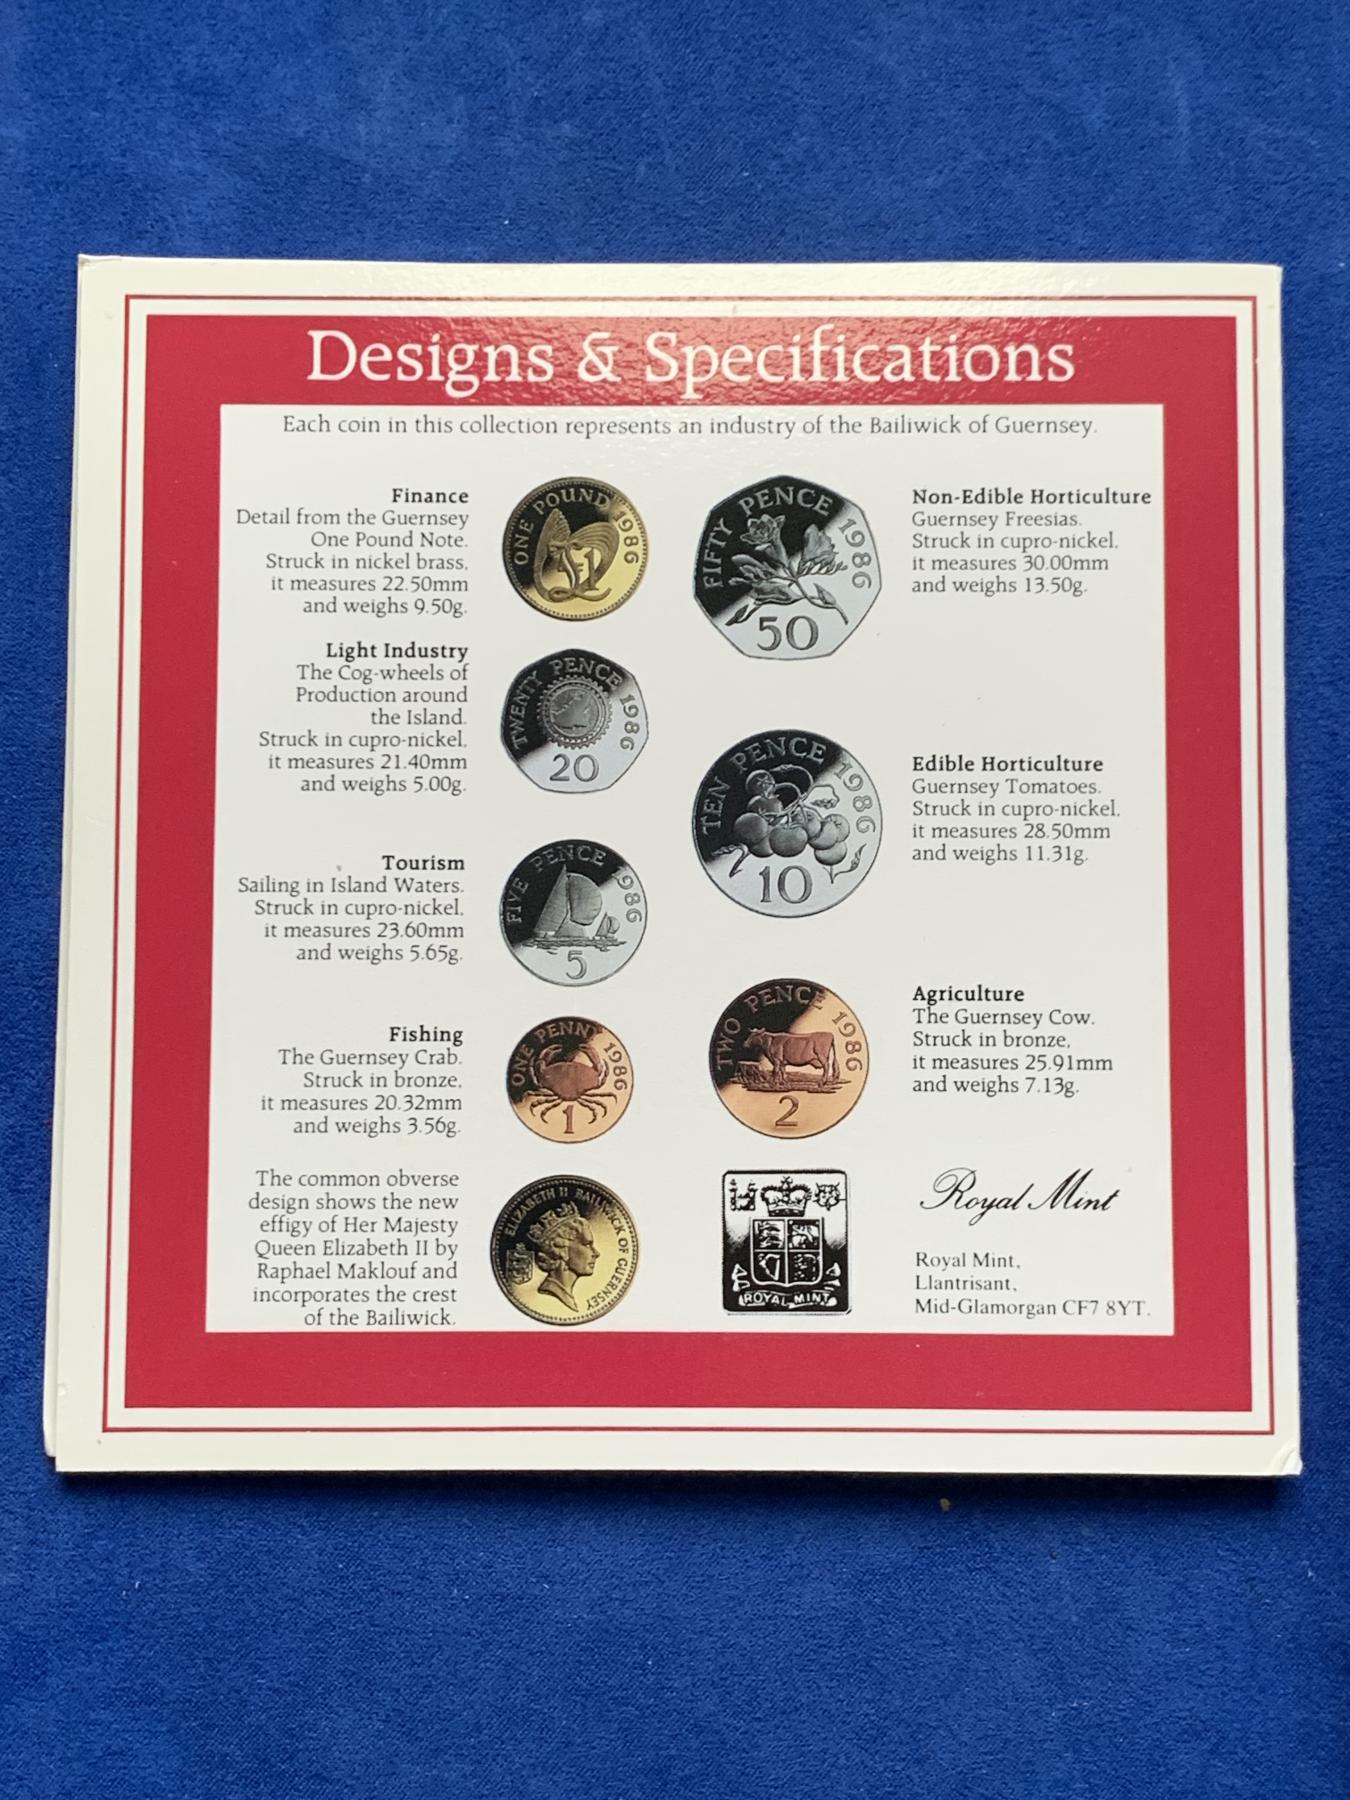 Designs & Specifications
Each coin in this collection represents an industry of the Bailiwick of Guernsey.
Finance
Detail from the Guernsey
One Pound Note.
Struck in nickel brass,
it measures 22.50mm
and weighs 9.50g.
ONE POUND 1986
£1
FIFTY PENCE 1986
50
Non-Edible Horticulture
Guernsey Freesias.
Struck in cupro-nickel,
it measures 30.00mm
and weighs 13.50g.
Light Industry
The Cog-wheels of
Production around
the Island.
Struck in cupro-nickel,
it measures 21.40mm
and weighs 5.00g.
TWENTY PENCE 1986
20
TEN PENCE 1986
10
Edible Horticulture
Guernsey Tomatoes.
Struck in cupro-nickel,
it measures 28.50mm
and weighs 11.31g.
Tourism
Sailing in Island Waters.
Struck in cupro-nickel,
it measures 23.60mm
and weighs 5.65g.
FIVE PENCE 1986
5
Fishing
The Guernsey Crab.
Struck in bronze,
it measures 20.32mm
and weighs 3.56g.
ONE PENNY 1986
1
TWO PENCE 1986
2
Agriculture
The Guernsey Cow.
Struck in bronze,
it measures 25.91mm
and weighs 7.13g.
The common obverse
design shows the new
effigy of Her Majesty
Queen Elizabeth II by
Raphael Maklouf and
incorporates the crest
of the Bailiwick.
ELIZABETH II BAILIWICK OF GUERNSEY
ROYAL MINT
Royal Mint
Royal Mint,
Llantrisant,
Mid-Glamorgan CF7 8YT.